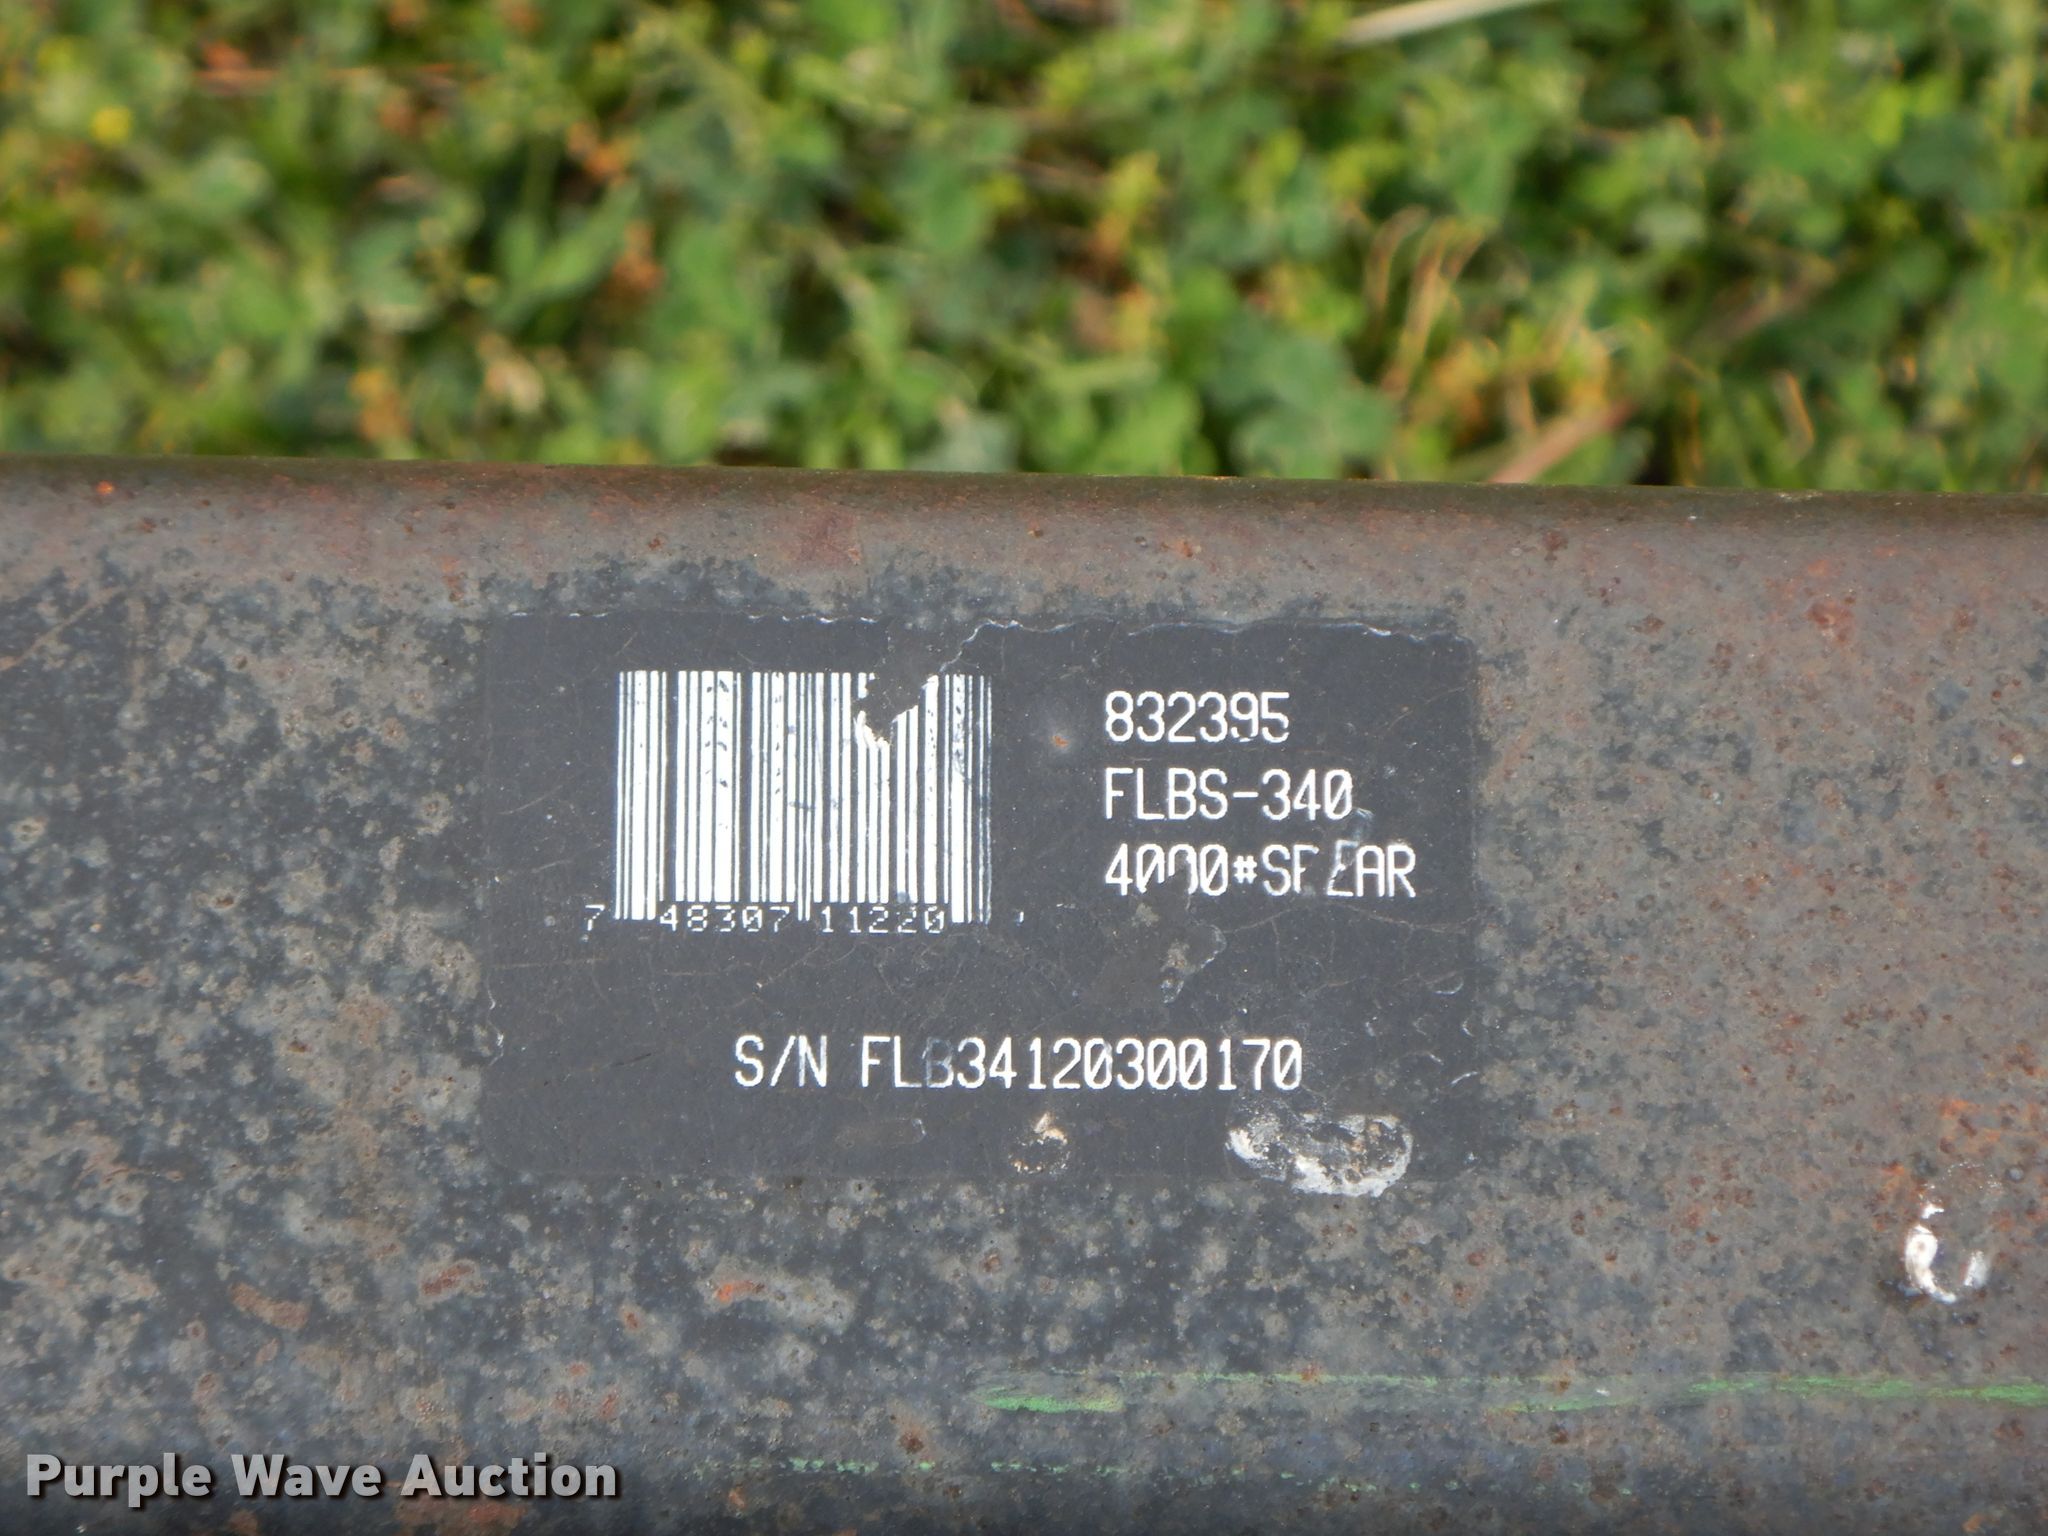 832395
FLBS-340
4000#SPEAR
7 48307 11220
S/N FLB34120300170
Purple Wave Auction